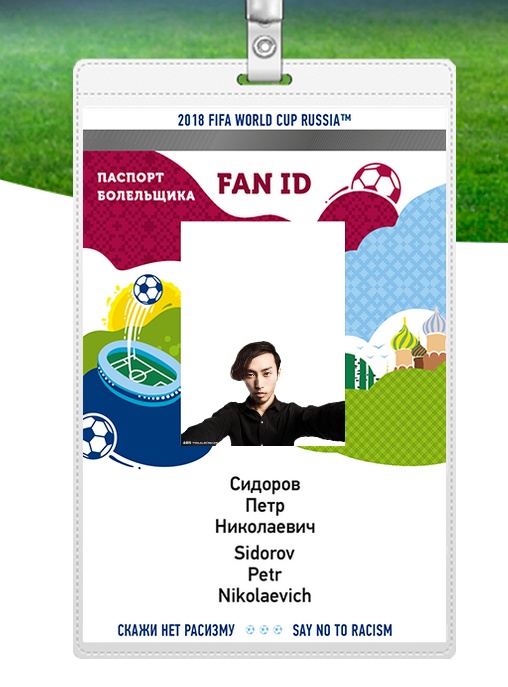 2018 FIFA WORLD CUP RUSSIA™
ПАСПОРТ
БОЛЕЛЬЩИКА
FAN ID
Сидоров
Петр
Николаевич
Sidorov
Petr
Nikolaevich
СКАЖИ НЕТ РАСИЗМУ
SAY NO TO RACISM